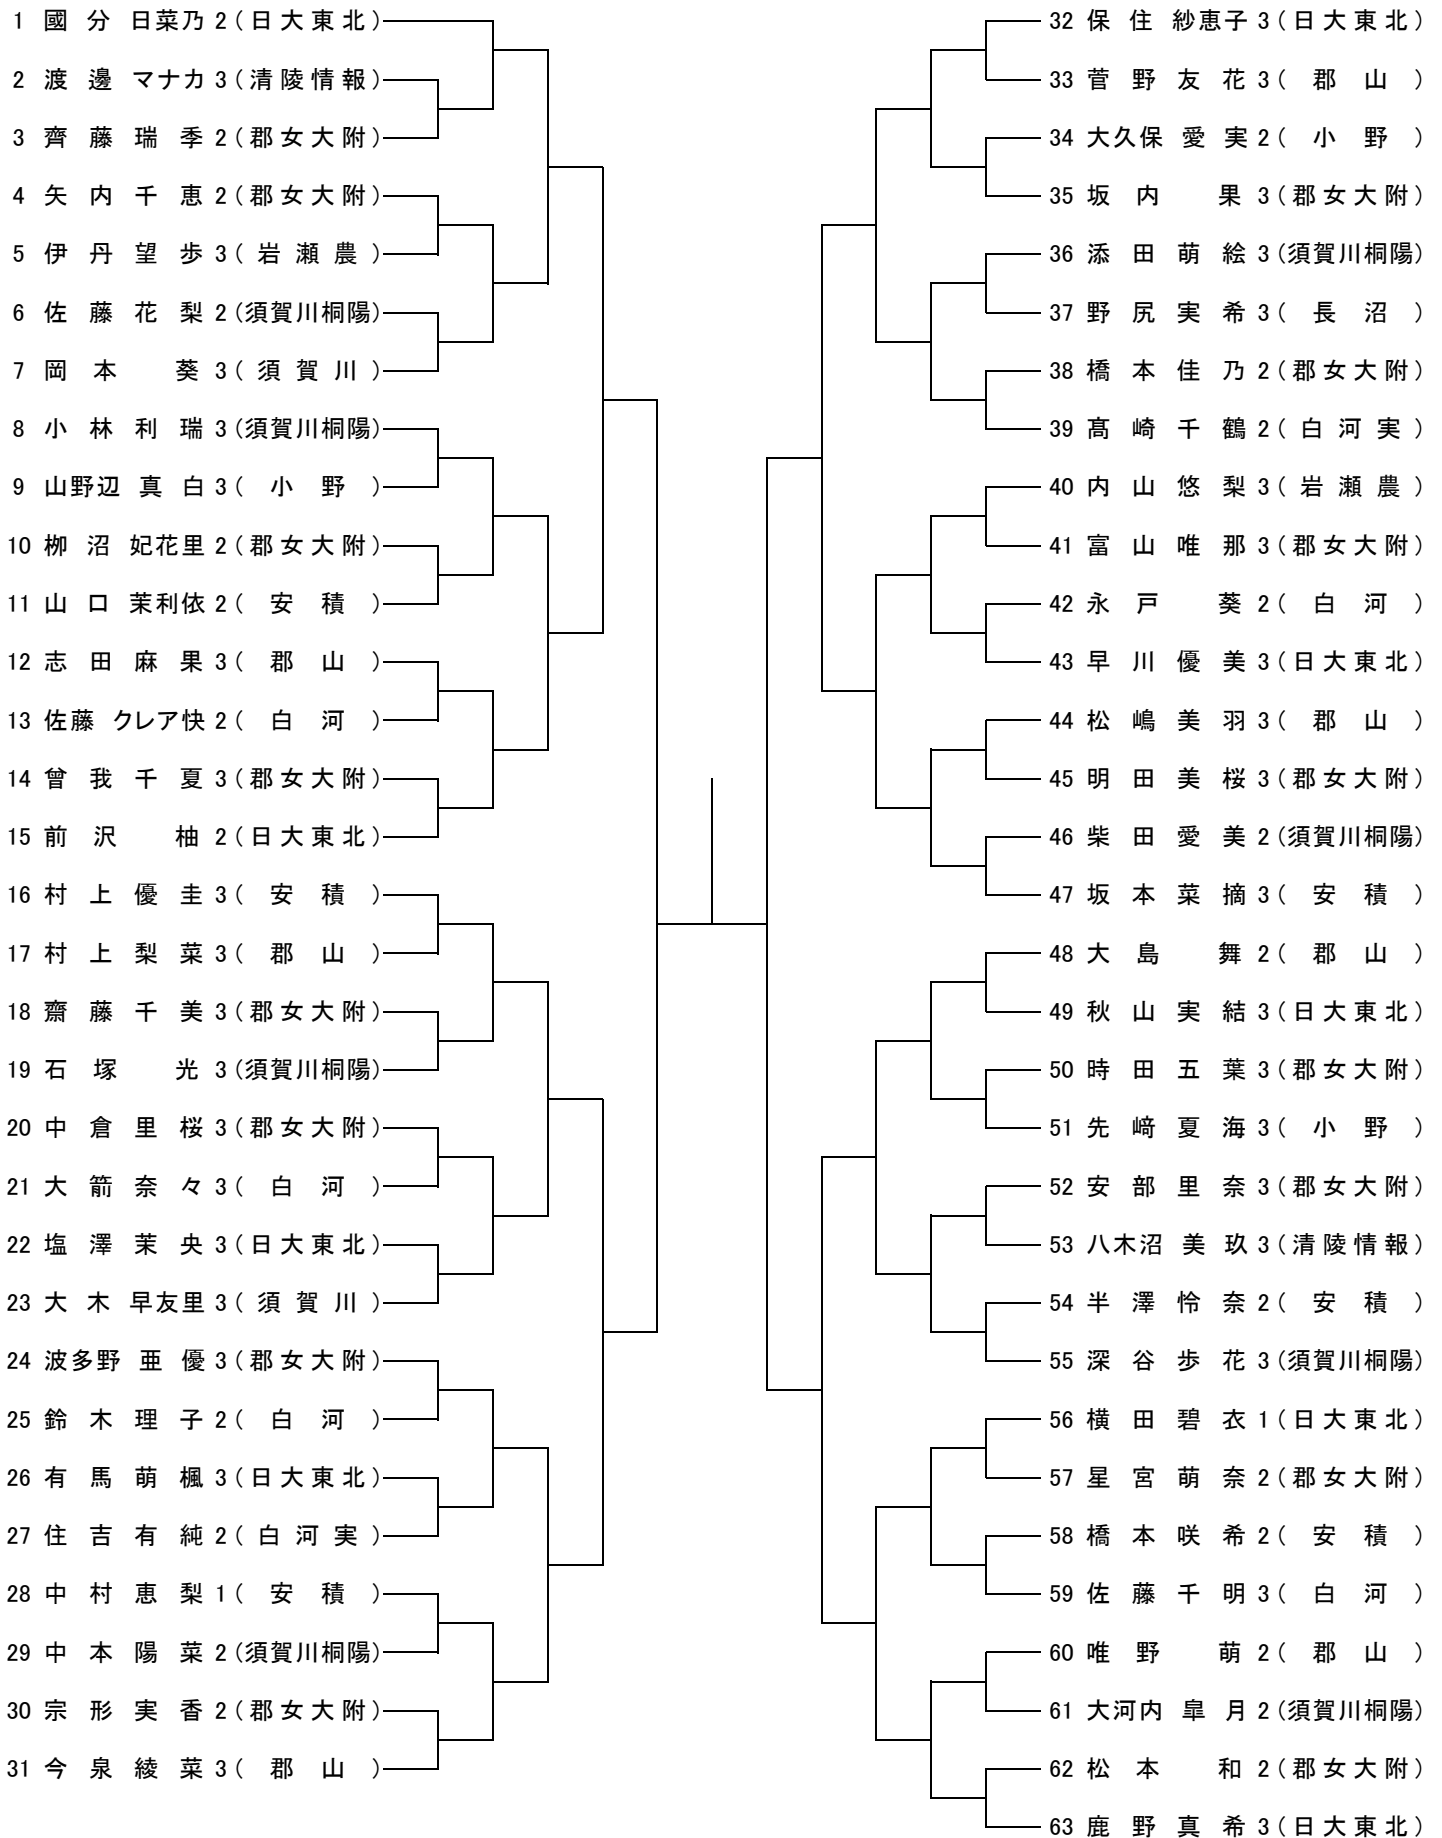 1 國分 日菜乃 2 (日大東北)
2 渡邊 マナカ 3 (清陵情報)
3 齊藤瑞季 2 (郡女大附)
4 矢内千恵 2 (郡女大附)
5 伊丹望歩 3 (岩瀬農)
6 佐藤花梨 2 (須賀川桐陽)
7 岡本 葵 3 (須賀川)
8 小林利瑞 3 (須賀川桐陽)
9 山野辺 真白 3 (小野)
10 栁沼 妃花里 2 (郡女大附)
11 山口 茉利依 2 (安積)
12 志田麻果 3 (郡山)
13 佐藤 クレア快 2 (白河)
14 曾我千夏 3 (郡女大附)
15 前沢 柚 2 (日大東北)
16 村上優圭 3 (安積)
17 村上梨菜 3 (郡山)
18 齋藤千美 3 (郡女大附)
19 石塚 光 3 (須賀川桐陽)
20 中倉里桜 3 (郡女大附)
21 大箭奈々 3 (白河)
22 塩澤茉央 3 (日大東北)
23 大木 早友里 3 (須賀川)
24 波多野 亜優 3 (郡女大附)
25 鈴木理子 2 (白河)
26 有馬萌楓 3 (日大東北)
27 住吉有純 2 (白河実)
28 中村恵梨 1 (安積)
29 中本陽菜 2 (須賀川桐陽)
30 宗形実香 2 (郡女大附)
31 今泉綾菜 3 (郡山)
32 保住 紗恵子 3 (日大東北)
33 菅野友花 3 (郡山)
34 大久保 愛実 2 (小野)
35 坂内 果 3 (郡女大附)
36 添田萌絵 3 (須賀川桐陽)
37 野尻実希 3 (長沼)
38 橋本佳乃 2 (郡女大附)
39 髙崎千鶴 2 (白河実)
40 内山悠梨 3 (岩瀬農)
41 富山唯那 3 (郡女大附)
42 永戸 葵 2 (白河)
43 早川優美 3 (日大東北)
44 松嶋美羽 3 (郡山)
45 明田美桜 3 (郡女大附)
46 柴田愛美 2 (須賀川桐陽)
47 坂本菜摘 3 (安積)
48 大島 舞 2 (郡山)
49 秋山実結 3 (日大東北)
50 時田五葉 3 (郡女大附)
51 先﨑夏海 3 (小野)
52 安部里奈 3 (郡女大附)
53 八木沼 美玖 3 (清陵情報)
54 半澤怜奈 2 (安積)
55 深谷歩花 3 (須賀川桐陽)
56 横田碧衣 1 (日大東北)
57 星宮萌奈 2 (郡女大附)
58 橋本咲希 2 (安積)
59 佐藤千明 3 (白河)
60 唯野 萌 2 (郡山)
61 大河内 皐月 2 (須賀川桐陽)
62 松本 和 2 (郡女大附)
63 鹿野真希 3 (日大東北)